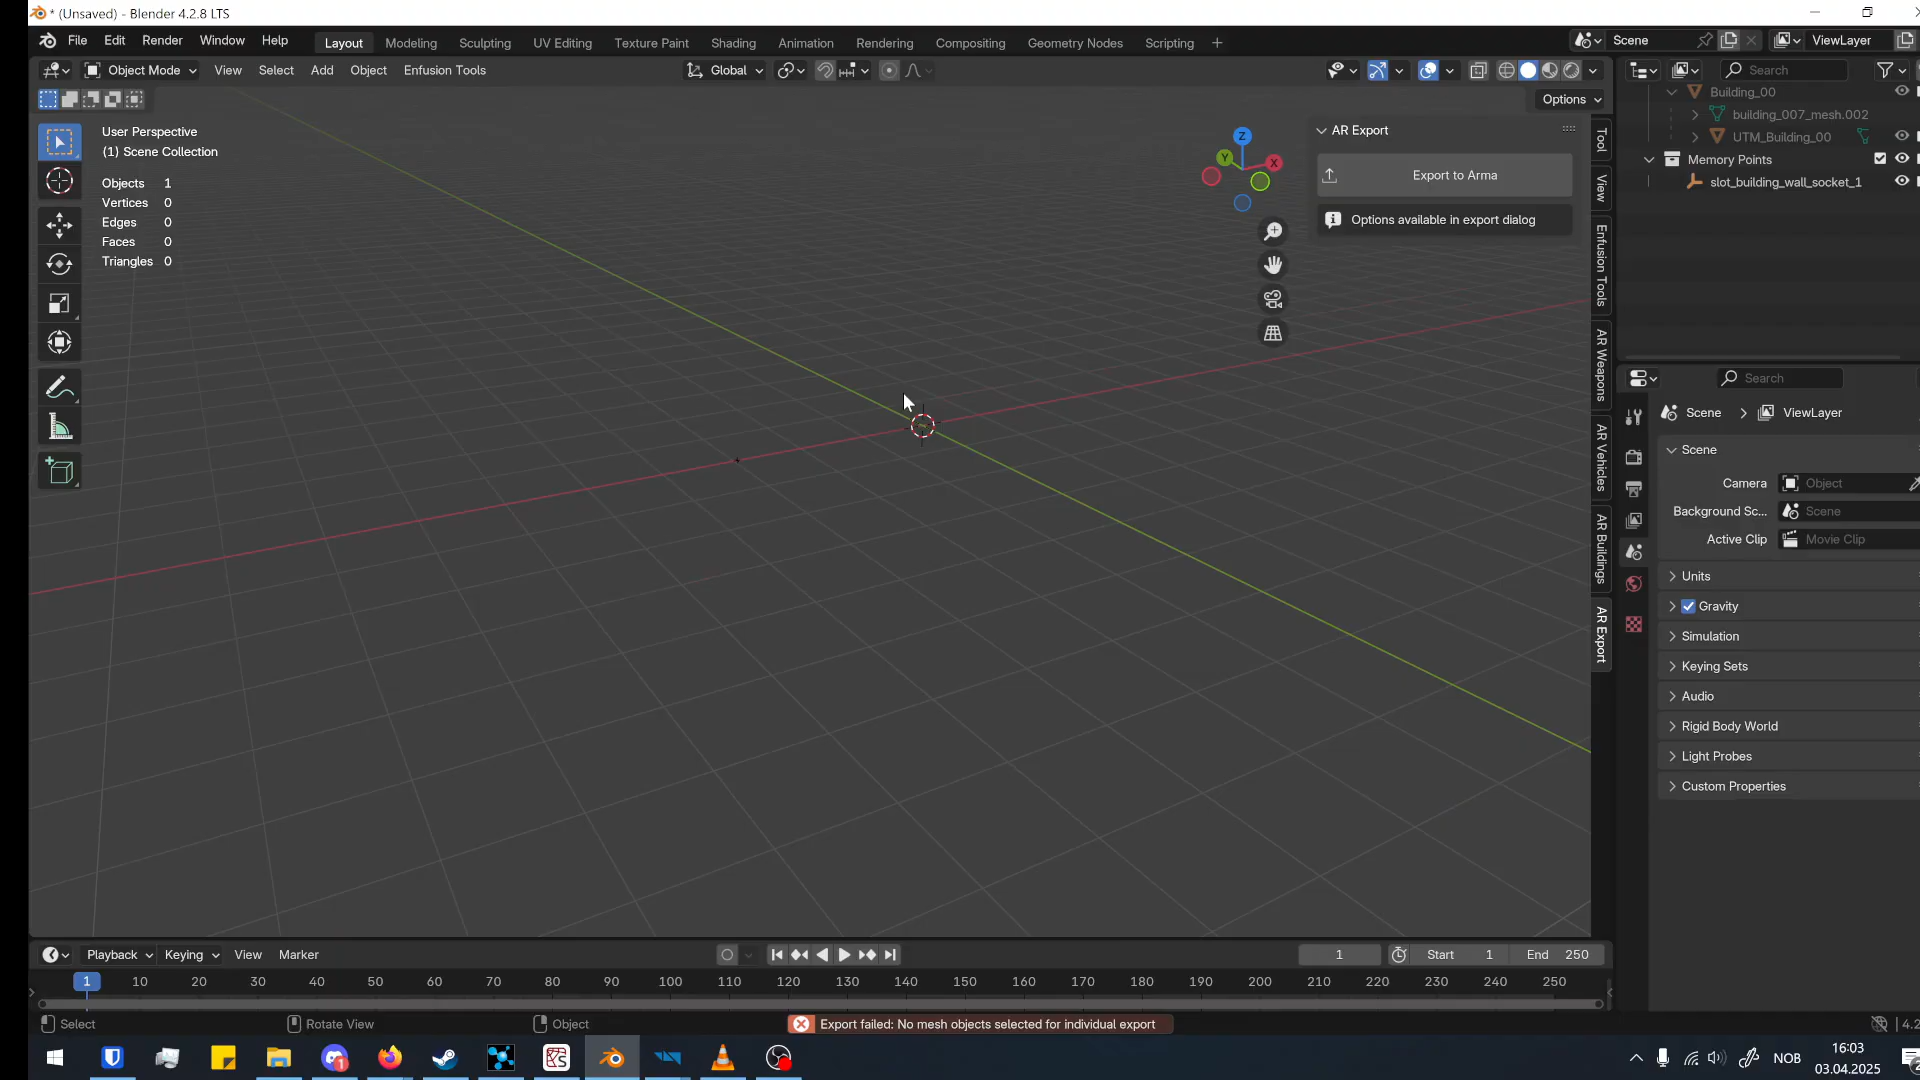 * (Unsaved) - Blender 4.2.8 LTS
File Edit Render Window Help
Layout Modeling Sculpting UV Editing Texture Paint Shading Animation Rendering Compositing Geometry Nodes Scripting +
Scene
ViewLayer
Object Mode View Select Add Object Enfusion Tools
Global
Search
Options
User Perspective
(1) Scene Collection
Objects 1
Vertices 0
Edges 0
Faces 0
Triangles 0
Z
Y
X
AR Export
Export to Arma
Options available in export dialog
Tool
View
Enfusion Tools
AR Weapons
AR Vehicles
AR Buildings
AR Export
Building_00
building_007_mesh.002
UTM_Building_00
Memory Points
slot_building_wall_socket_1
Search
Scene > ViewLayer
Scene
Camera Object
Background Sc... Scene
Active Clip Movie Clip
Units
Gravity
Simulation
Keying Sets
Audio
Rigid Body World
Light Probes
Custom Properties
Playback Keying View Marker
1 Start 1 End 250
1 10 20 30 40 50 60 70 80 90 100 110 120 130 140 150 160 170 180 190 200 210 220 230 240 250
Select Rotate View Object
Export failed: No mesh objects selected for individual export
4.2
1
NOB
16:03
03.04.2025